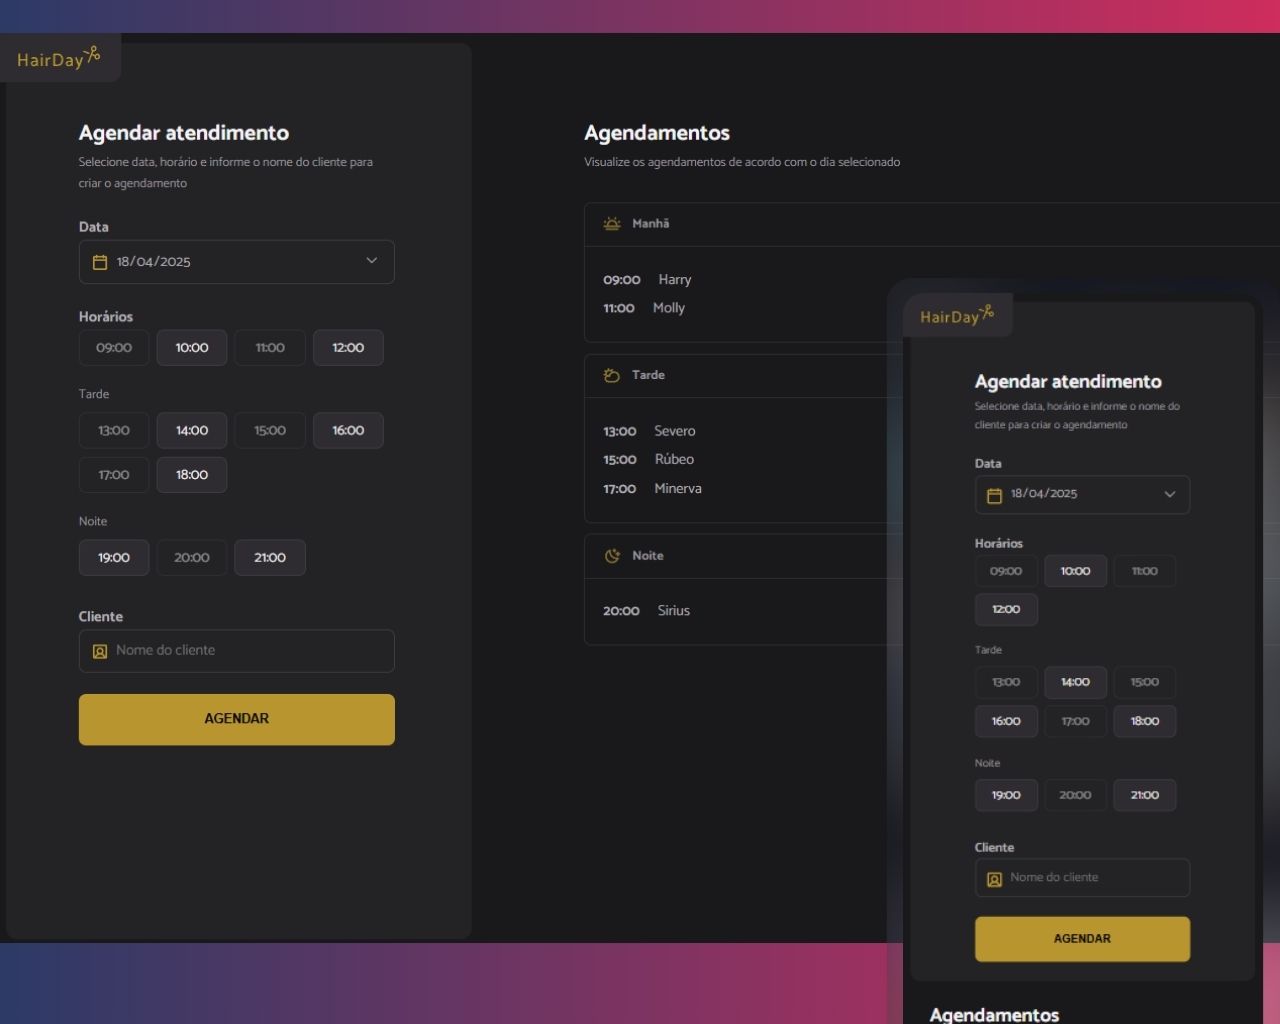 HairDay
Agendar atendimento
Selecione data, horário e informe o nome do cliente para
criar o agendamento
Data
18/04/2025
Horários
09:00 10:00 11:00 12:00
Tarde
13:00 14:00 15:00 16:00
17:00 18:00
Noite
19:00 20:00 21:00
Cliente
Nome do cliente
AGENDAR
Agendamentos
Visualize os agendamentos de acordo com o dia selecionado
Manhã
09:00 Harry
11:00 Molly
Tarde
13:00 Severo
15:00 Rúbeo
17:00 Minerva
Noite
20:00 Sirius
HairDay
Agendar atendimento
Selecione data, horário e informe o nome do
cliente para criar o agendamento
Data
18/04/2025
Horários
09:00 10:00 11:00
12:00
Tarde
13:00 14:00 15:00
16:00 17:00 18:00
Noite
19:00 20:00 21:00
Cliente
Nome do cliente
AGENDAR
Agendamentos